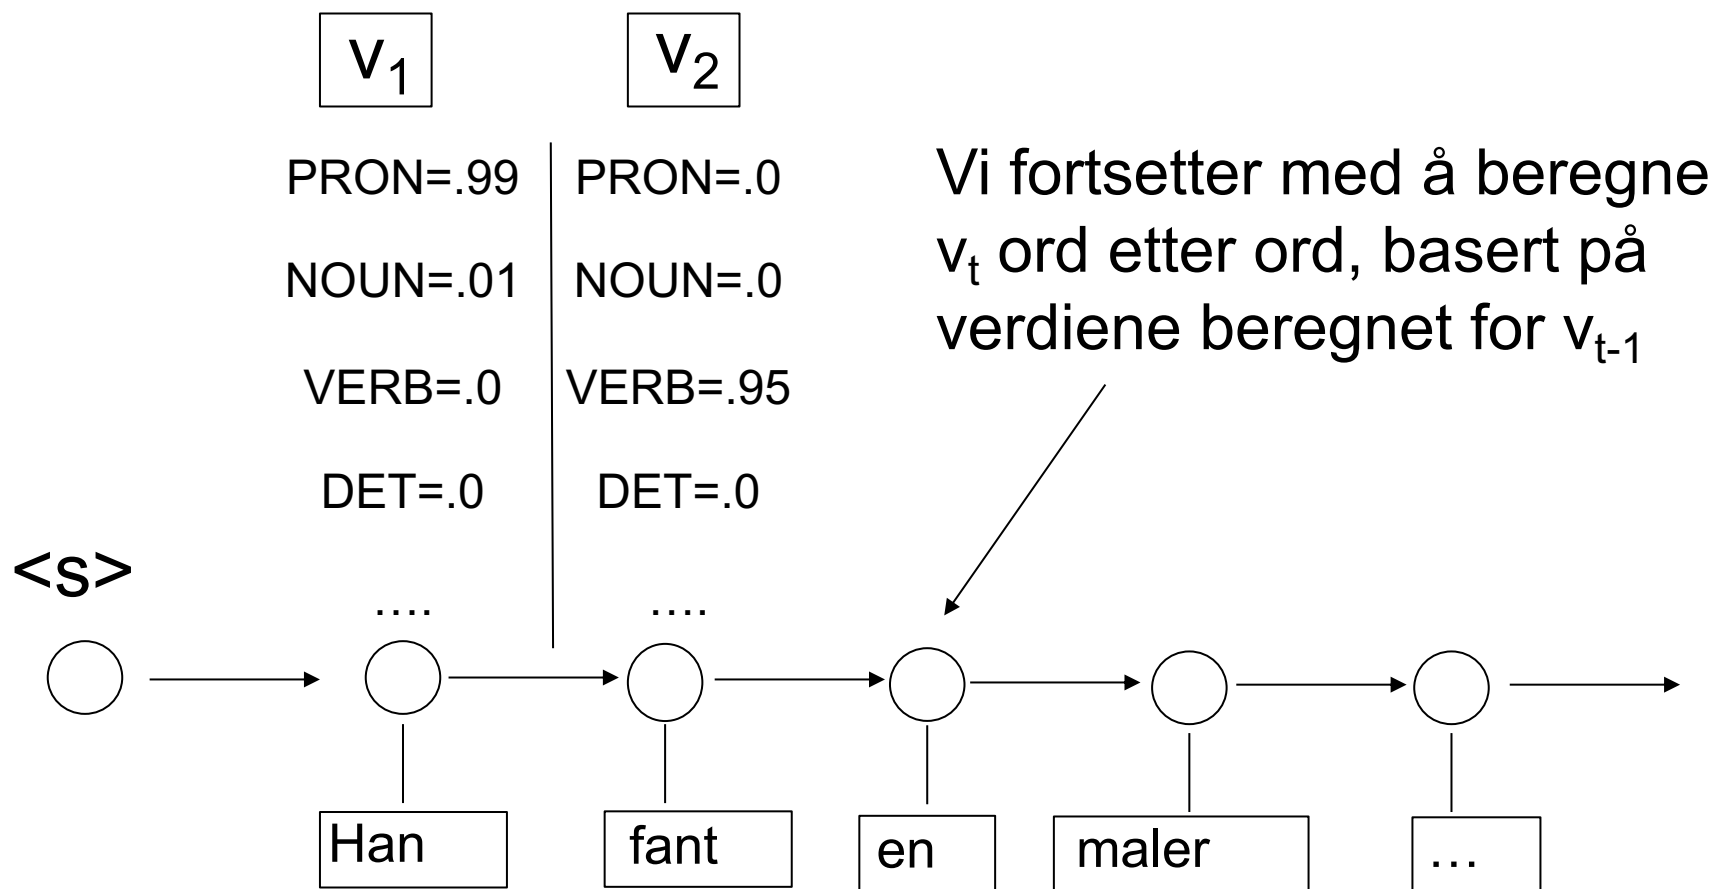 v₁ v₂
PRON=.99 PRON=.0
NOUN=.01 NOUN=.0
VERB=.0 VERB=.95
DET=.0 DET=.0
.... ....
Vi fortsetter med å beregne
vₜ ord etter ord, basert på
verdiene beregnet for vₜ₋₁
<s>
Han fant en maler ...